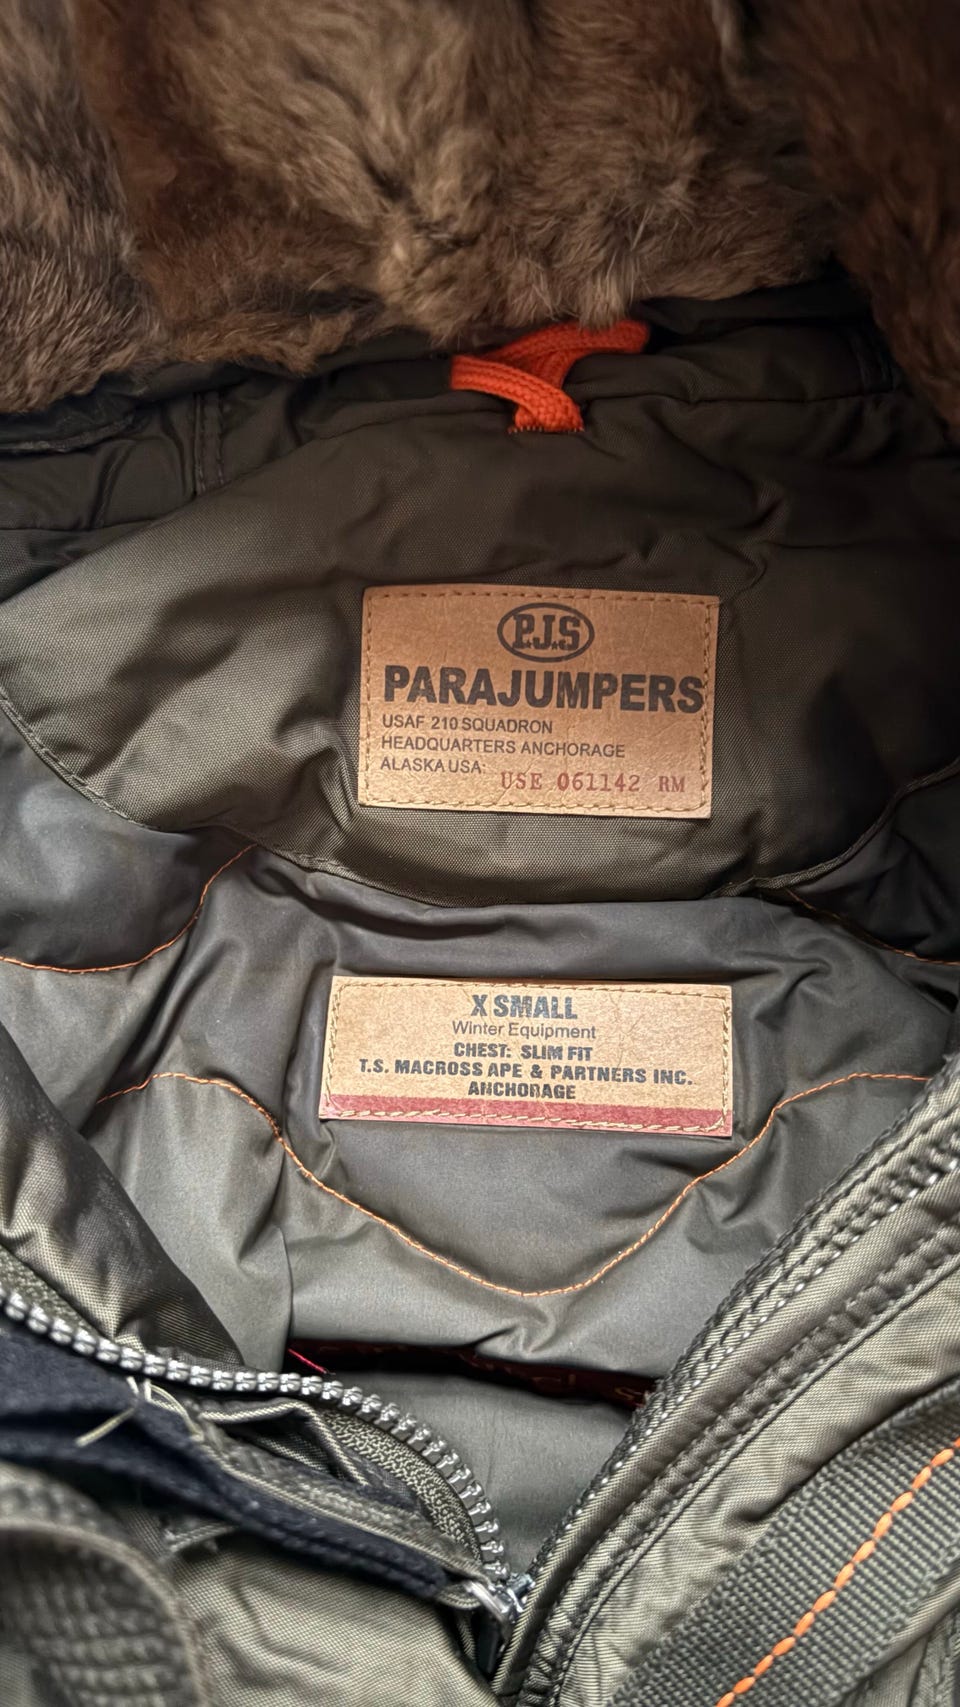 P.J.S
PARAJUMPERS
USAF 210 SQUADRON
HEADQUARTERS ANCHORAGE
ALASKA USA:
USE 061142 RM
X SMALL
Winter Equipment
CHEST: SLIM FIT
T.S. MACROSS APE & PARTNERS INC.
ANCHORAGE